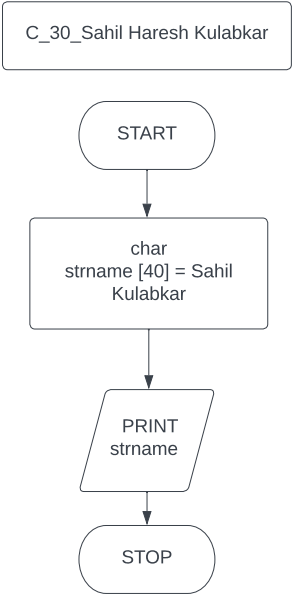 C_30_Sahil Haresh Kulabkar
START
char
strname [40] = Sahil
Kulabkar
PRINT
strname
STOP